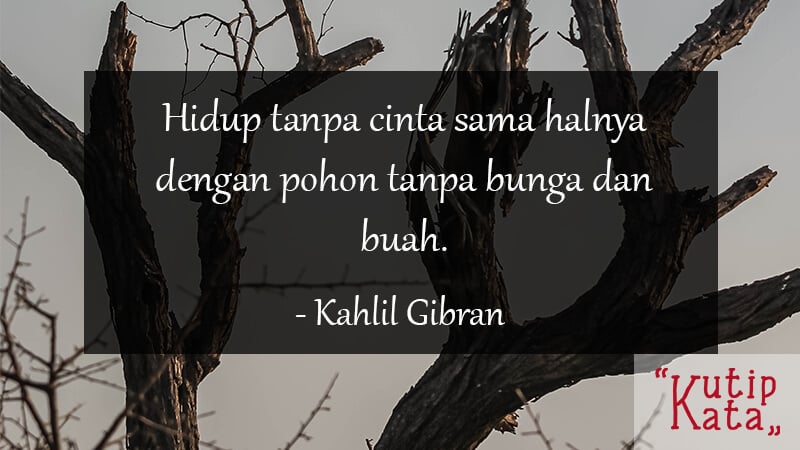 Hidup tanpa cinta sama halnya
dengan pohon tanpa bunga dan
buah.
- Kahlil Gibran
“Kutip
Kata„